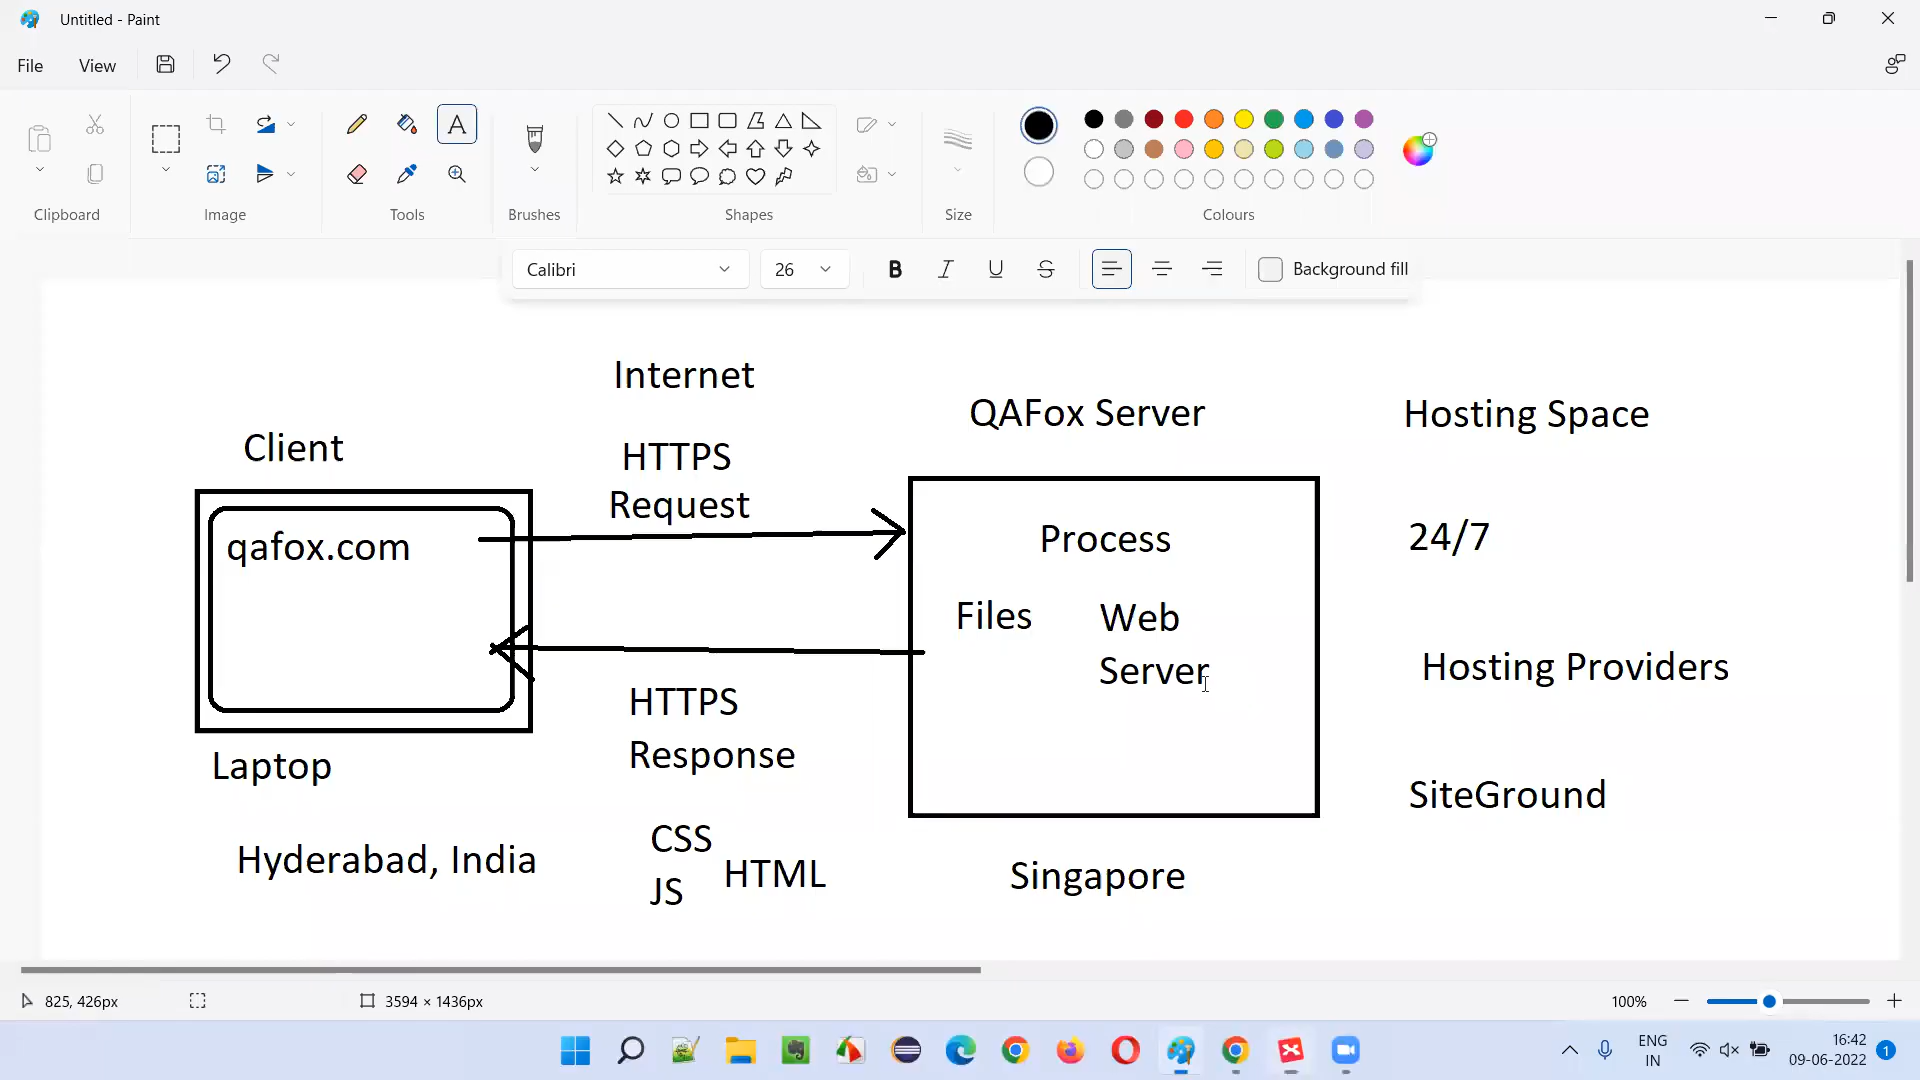 Untitled - Paint
File
View
Clipboard
Image
Tools
Brushes
Shapes
Size
Colours
Calibri
26
B
I
U
S
Background fill
Internet
QAFox Server
Hosting Space
Client
HTTPS
Request
qafox.com
Process
24/7
Files
Web
Server
Hosting Providers
HTTPS
Response
Laptop
SiteGround
CSS
JS
HTML
Hyderabad, India
Singapore
825, 426px
3594 × 1436px
100%
ENG
IN
16:42
09-06-2022
1